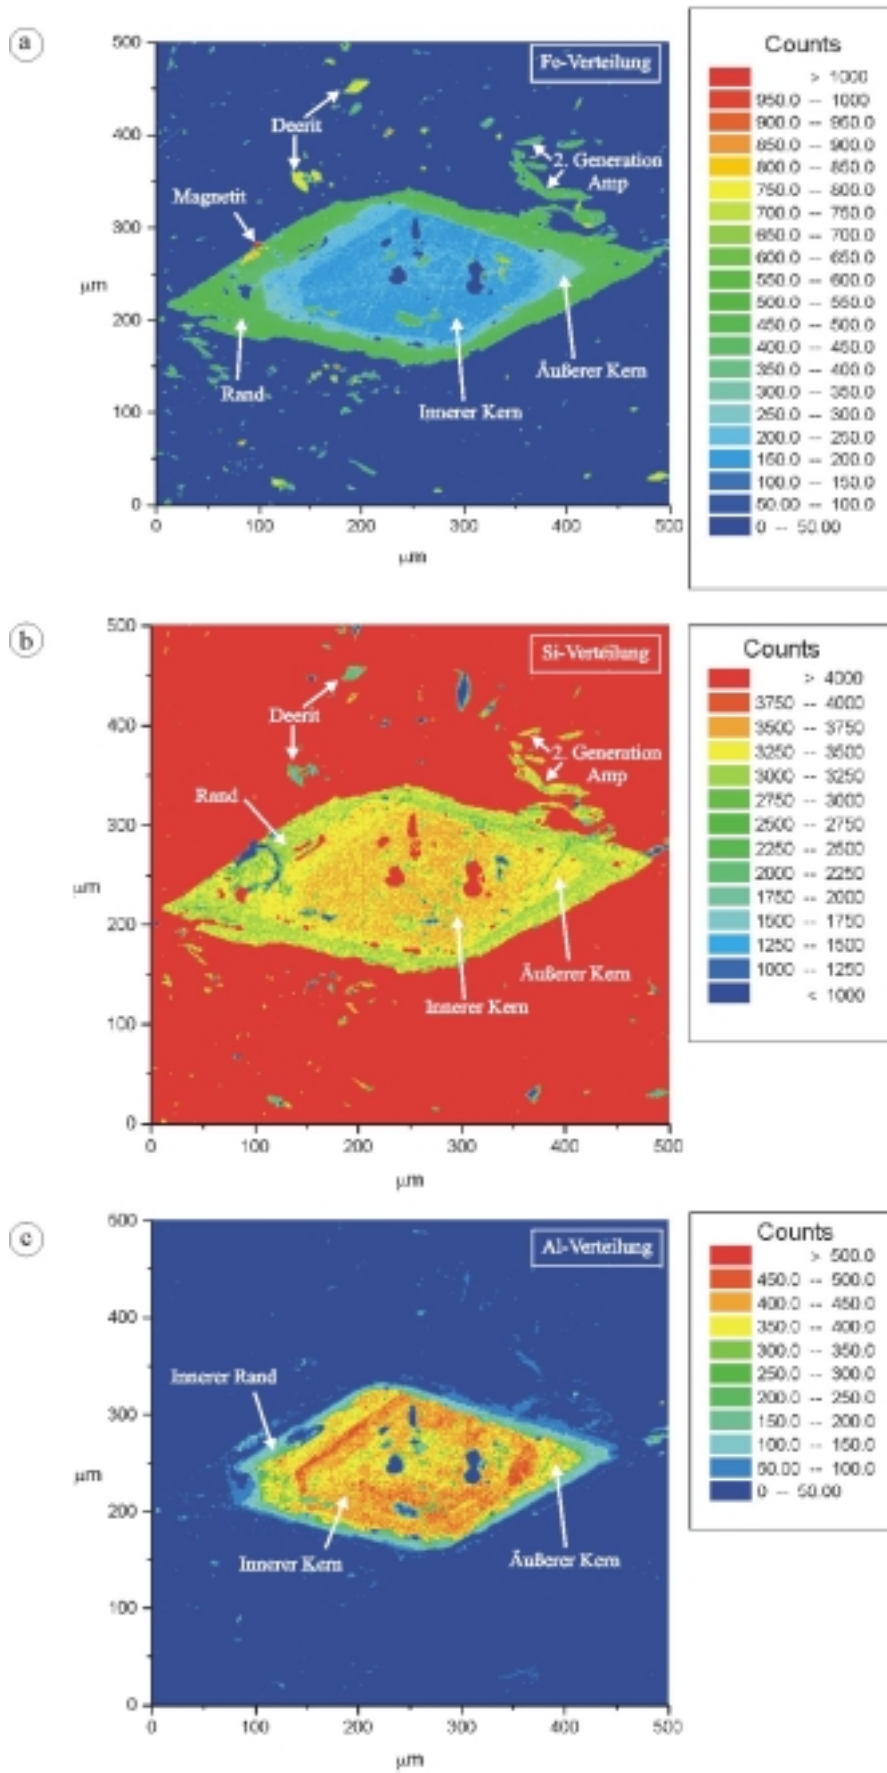 a
Fe-Verteilung
500
400
300
200
100
0
µm
0 100 200 300 400 500
µm
Deerit
2. Generation
Amp
Magnetit
Rand
Innerer Kern
Äußerer Kern
Counts
> 1000
950.0 -- 1000
900.0 -- 950.0
850.0 -- 900.0
800.0 -- 850.0
750.0 -- 800.0
700.0 -- 750.0
650.0 -- 700.0
600.0 -- 650.0
550.0 -- 600.0
500.0 -- 550.0
450.0 -- 500.0
400.0 -- 450.0
350.0 -- 400.0
300.0 -- 350.0
250.0 -- 300.0
200.0 -- 250.0
150.0 -- 200.0
100.0 -- 150.0
50.00 -- 100.0
0 -- 50.00
b
Si-Verteilung
500
400
300
200
100
0
µm
0 100 200 300 400 500
µm
Deerit
2. Generation
Amp
Rand
Äußerer Kern
Innerer Kern
Counts
> 4000
3750 -- 4000
3500 -- 3750
3250 -- 3500
3000 -- 3250
2750 -- 3000
2500 -- 2750
2250 -- 2500
2000 -- 2250
1750 -- 2000
1500 -- 1750
1250 -- 1500
1000 -- 1250
< 1000
c
Al-Verteilung
500
400
300
200
100
0
µm
0 100 200 300 400 500
µm
Innerer Rand
Innerer Kern
Äußerer Kern
Counts
> 500.0
450.0 -- 500.0
400.0 -- 450.0
350.0 -- 400.0
300.0 -- 350.0
250.0 -- 300.0
200.0 -- 250.0
150.0 -- 200.0
100.0 -- 150.0
50.00 -- 100.0
0 -- 50.00